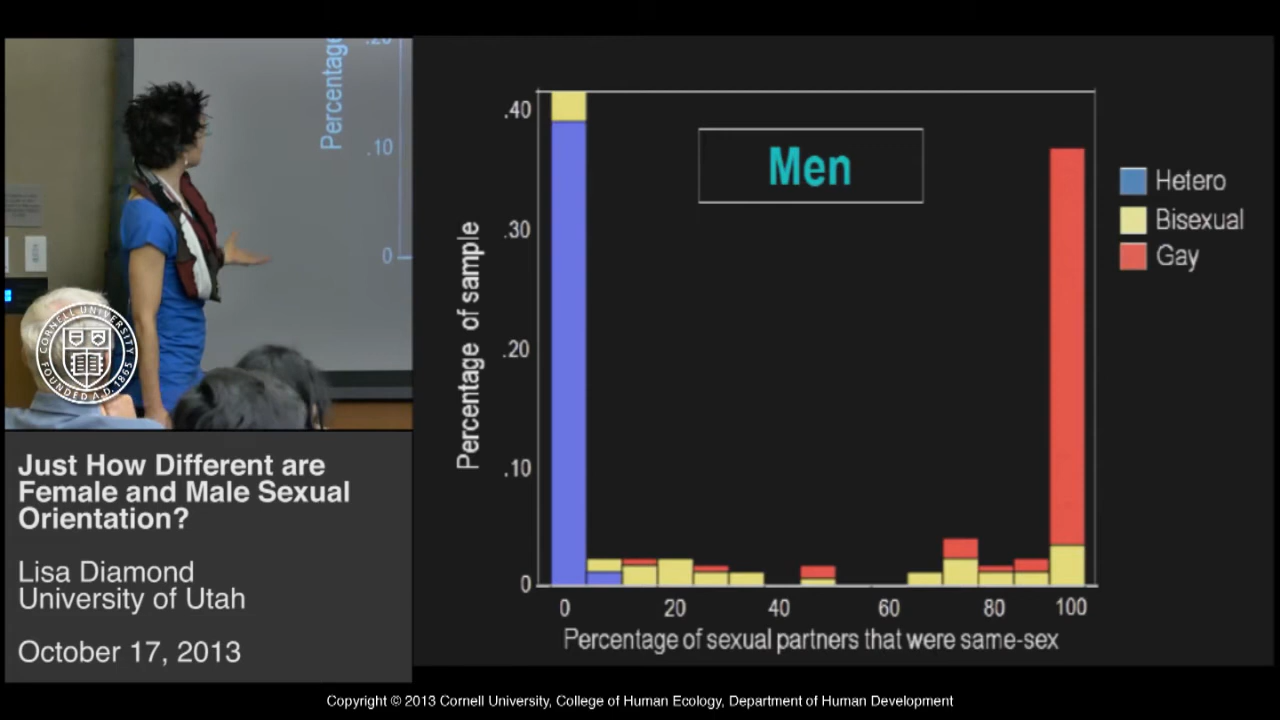 Percentage
.20
.10
0
CORNELL UNIVERSITY
FOUNDED A.D. 1865
Just How Different are
Female and Male Sexual
Orientation?
Lisa Diamond
University of Utah
October 17, 2013
Percentage of sample
.40
.30
.20
.10
0
Men
Hetero
Bisexual
Gay
0 20 40 60 80 100
Percentage of sexual partners that were same-sex
Copyright © 2013 Cornell University, College of Human Ecology, Department of Human Development